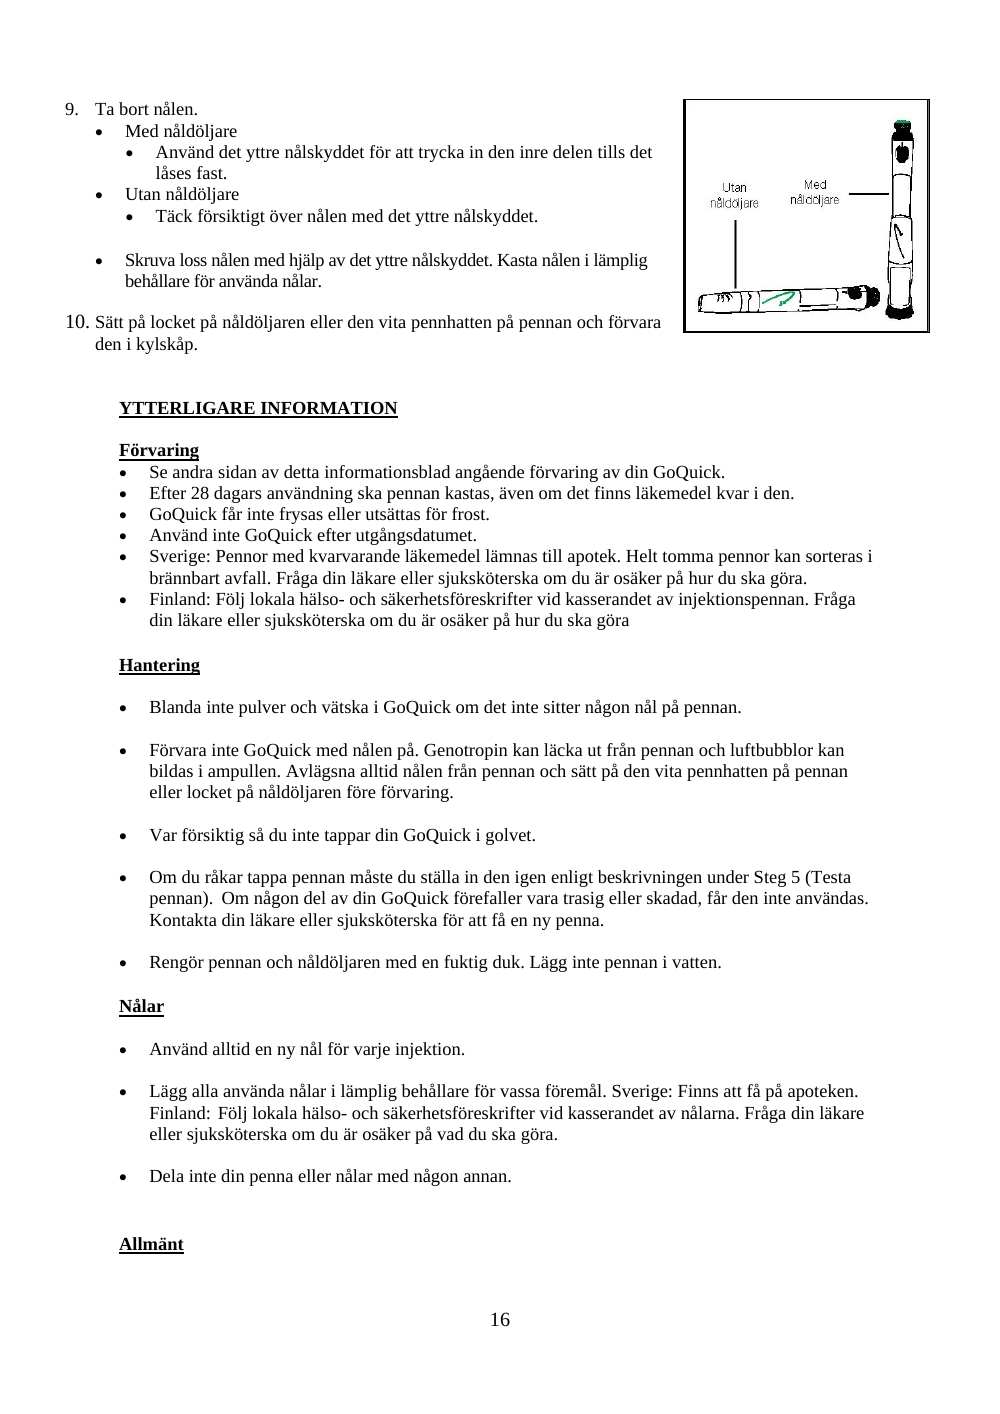 9. Ta bort nålen.
• Med nåldöljare
• Använd det yttre nålskyddet för att trycka in den inre delen tills det
låses fast.
• Utan nåldöljare
• Täck försiktigt över nålen med det yttre nålskyddet.
• Skruva loss nålen med hjälp av det yttre nålskyddet. Kasta nålen i lämplig
behållare för använda nålar.
Utan
nåldöljare
Med
nåldöljare
10. Sätt på locket på nåldöljaren eller den vita pennhatten på pennan och förvara
den i kylskåp.
YTTERLIGARE INFORMATION
Förvaring
• Se andra sidan av detta informationsblad angående förvaring av din GoQuick.
• Efter 28 dagars användning ska pennan kastas, även om det finns läkemedel kvar i den.
• GoQuick får inte frysas eller utsättas för frost.
• Använd inte GoQuick efter utgångsdatumet.
• Sverige: Pennor med kvarvarande läkemedel lämnas till apotek. Helt tomma pennor kan sorteras i
brännbart avfall. Fråga din läkare eller sjuksköterska om du är osäker på hur du ska göra.
• Finland: Följ lokala hälso- och säkerhetsföreskrifter vid kasserandet av injektionspennan. Fråga
din läkare eller sjuksköterska om du är osäker på hur du ska göra
Hantering
• Blanda inte pulver och vätska i GoQuick om det inte sitter någon nål på pennan.
• Förvara inte GoQuick med nålen på. Genotropin kan läcka ut från pennan och luftbubblor kan
bildas i ampullen. Avlägsna alltid nålen från pennan och sätt på den vita pennhatten på pennan
eller locket på nåldöljaren före förvaring.
• Var försiktig så du inte tappar din GoQuick i golvet.
• Om du råkar tappa pennan måste du ställa in den igen enligt beskrivningen under Steg 5 (Testa
pennan). Om någon del av din GoQuick förefaller vara trasig eller skadad, får den inte användas.
Kontakta din läkare eller sjuksköterska för att få en ny penna.
• Rengör pennan och nåldöljaren med en fuktig duk. Lägg inte pennan i vatten.
Nålar
• Använd alltid en ny nål för varje injektion.
• Lägg alla använda nålar i lämplig behållare för vassa föremål. Sverige: Finns att få på apoteken.
Finland: Följ lokala hälso- och säkerhetsföreskrifter vid kasserandet av nålarna. Fråga din läkare
eller sjuksköterska om du är osäker på vad du ska göra.
• Dela inte din penna eller nålar med någon annan.
Allmänt
16